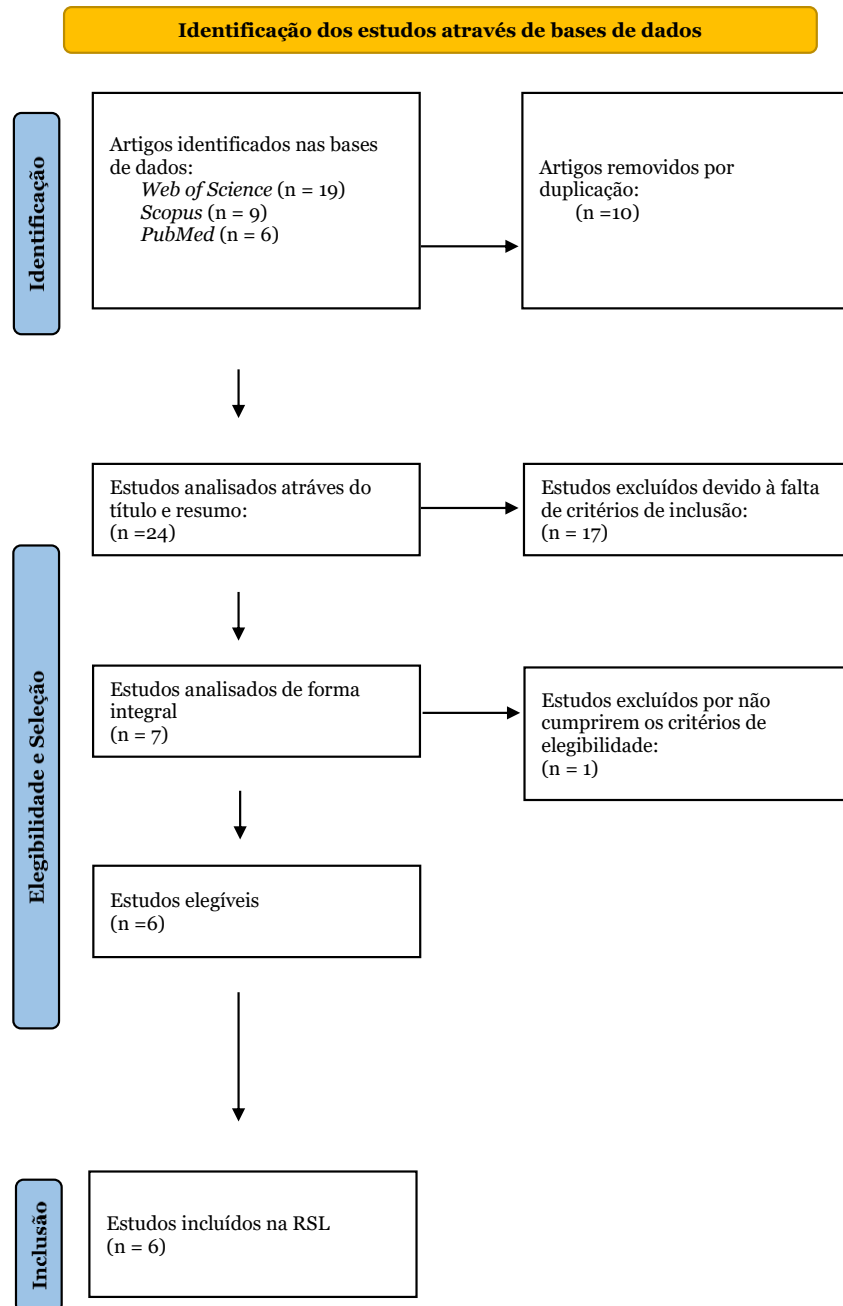 Identificação dos estudos através de bases de dados
Identificação
Artigos identificados nas bases
de dados:
Web of Science (n = 19)
Scopus (n = 9)
PubMed (n = 6)
Artigos removidos por
duplicação:
(n =10)
Elegibilidade e Seleção
Estudos analisados atráves do
título e resumo:
(n =24)
Estudos excluídos devido à falta
de critérios de inclusão:
(n = 17)
Estudos analisados de forma
integral
(n = 7)
Estudos excluídos por não
cumprirem os critérios de
elegibilidade:
(n = 1)
Estudos elegíveis
(n =6)
Inclusão
Estudos incluídos na RSL
(n = 6)